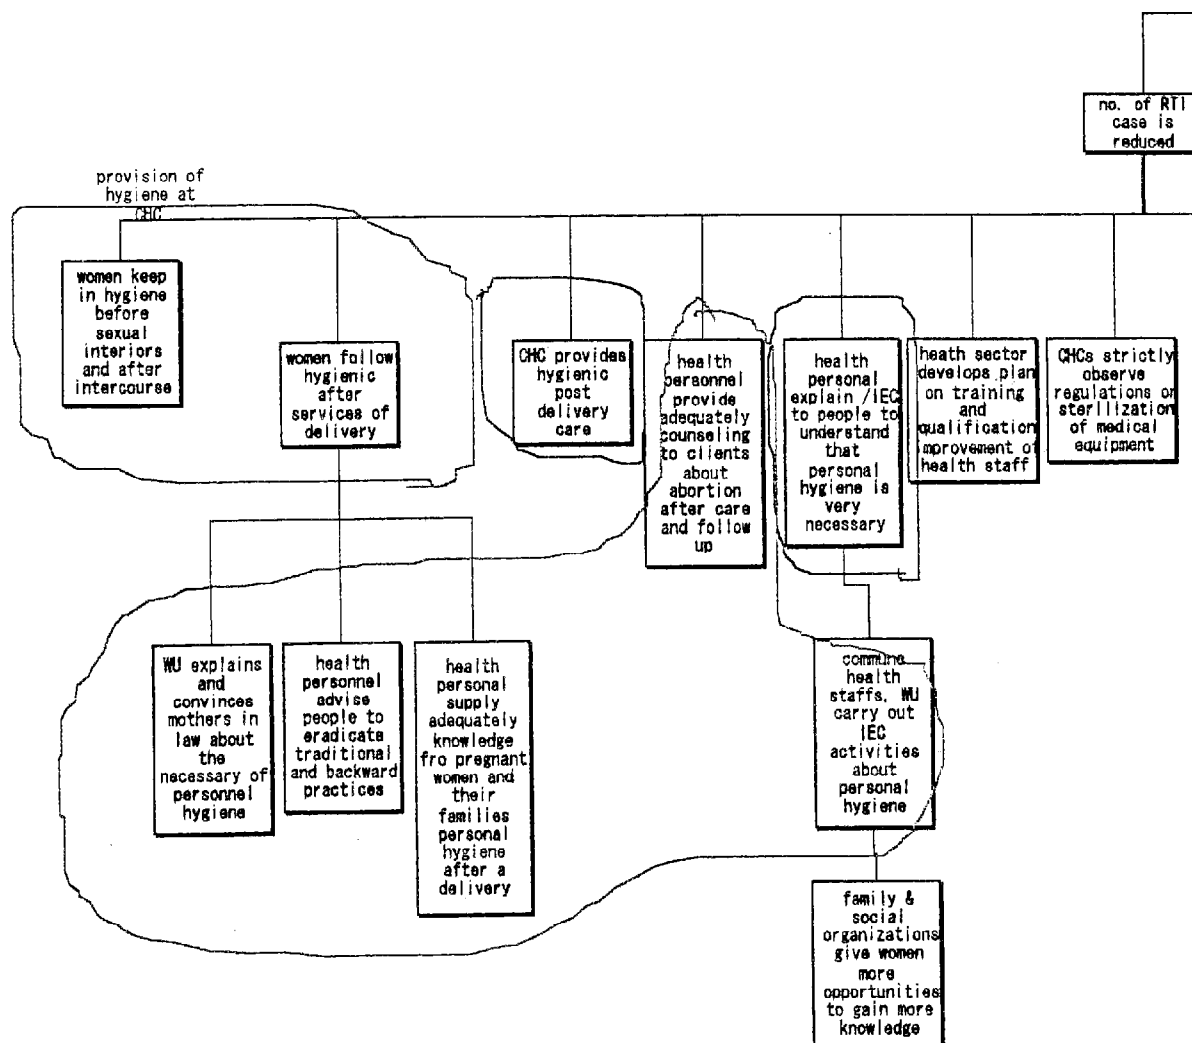 no. of RTI
case is
reduced
provision of
hygiene at
CHC
women keep
in hygiene
before
sexual
interiors
and after
intercourse
women follow
hygienic
after
services of
delivery
CHC provides
hygienic
post
delivery
care
health
personnel
provide
adequately
counseling
to clients
about
abortion
after care
and follow
up
health
personal
explain /IEC
to people to
understand
that
personal
hygiene is
very
necessary
heath sector
develops plan
on training
and
qualification
improvement of
health staff
CHCs strictly
observe
regulations on
sterilization
of medical
equipment
WU explains
and
convinces
mothers in
law about
the
necessary of
personnel
hygiene
health
personnel
advise
people to
eradicate
traditional
and backward
practices
health
personal
supply
adequately
knowledge
fro pregnant
women and
their
families
personal
hygiene
after a
delivery
commune
health
staffs, WU
carry out
IEC
activities
about
personal
hygiene
family &
social
organizations
give women
more
opportunities
to gain more
knowledge